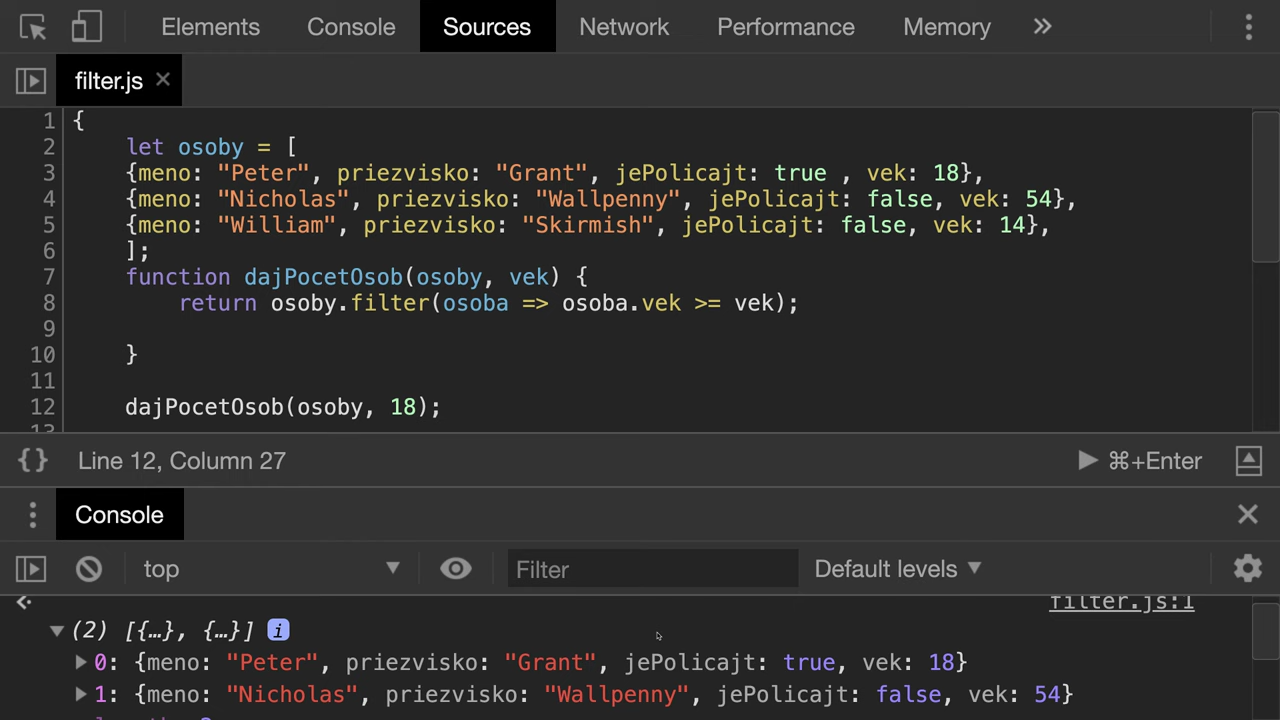 Elements Console Sources Network Performance Memory »
filter.js ×
1 {
2 let osoby = [
3 {meno: "Peter", priezvisko: "Grant", jePolicajt: true , vek: 18},
4 {meno: "Nicholas", priezvisko: "Wallpenny", jePolicajt: false, vek: 54},
5 {meno: "William", priezvisko: "Skirmish", jePolicajt: false, vek: 14},
6 ];
7 function dajPocetOsob(osoby, vek) {
8 return osoby.filter(osoba => osoba.vek >= vek);
9
10 }
11
12 dajPocetOsob(osoby, 18);
13
{} Line 12, Column 27 ⌘+Enter
Console
top Filter Default levels
filter.js:1
(2) [{…}, {…}] i
0: {meno: "Peter", priezvisko: "Grant", jePolicajt: true, vek: 18}
1: {meno: "Nicholas", priezvisko: "Wallpenny", jePolicajt: false, vek: 54}